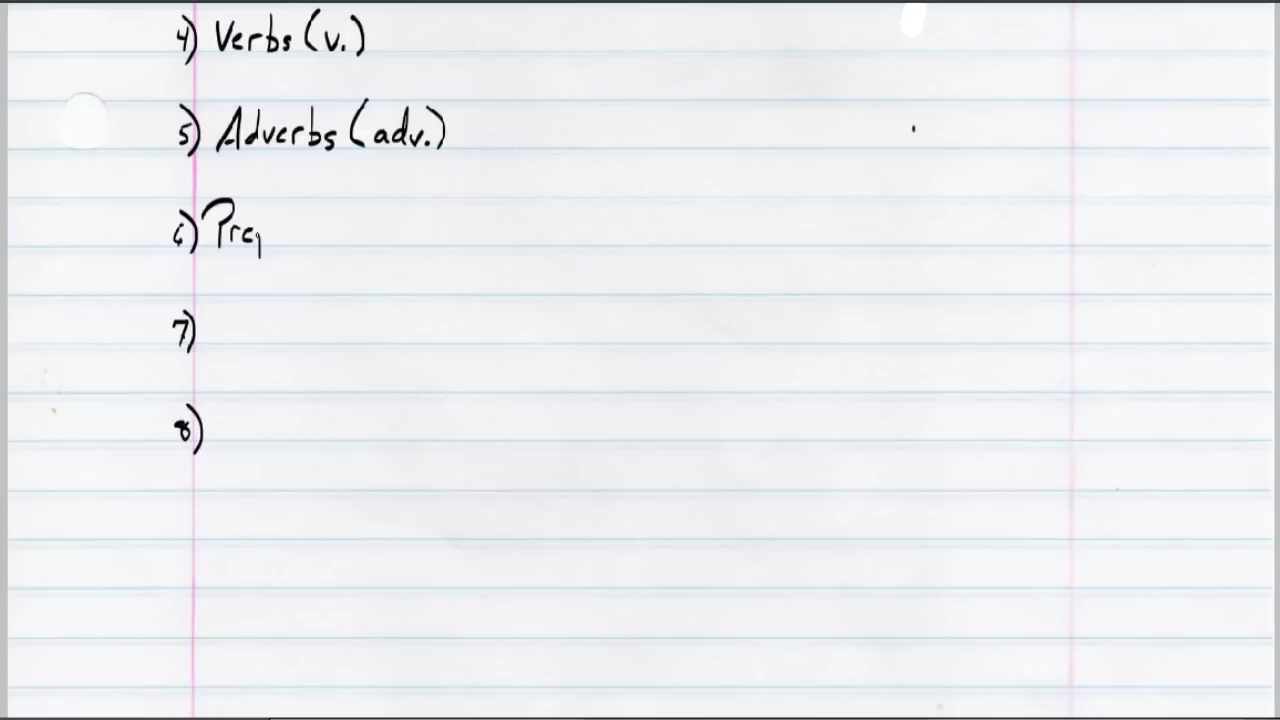 4) Verbs (v.)
5) Adverbs (adv.)
6) Pre
7)
8)